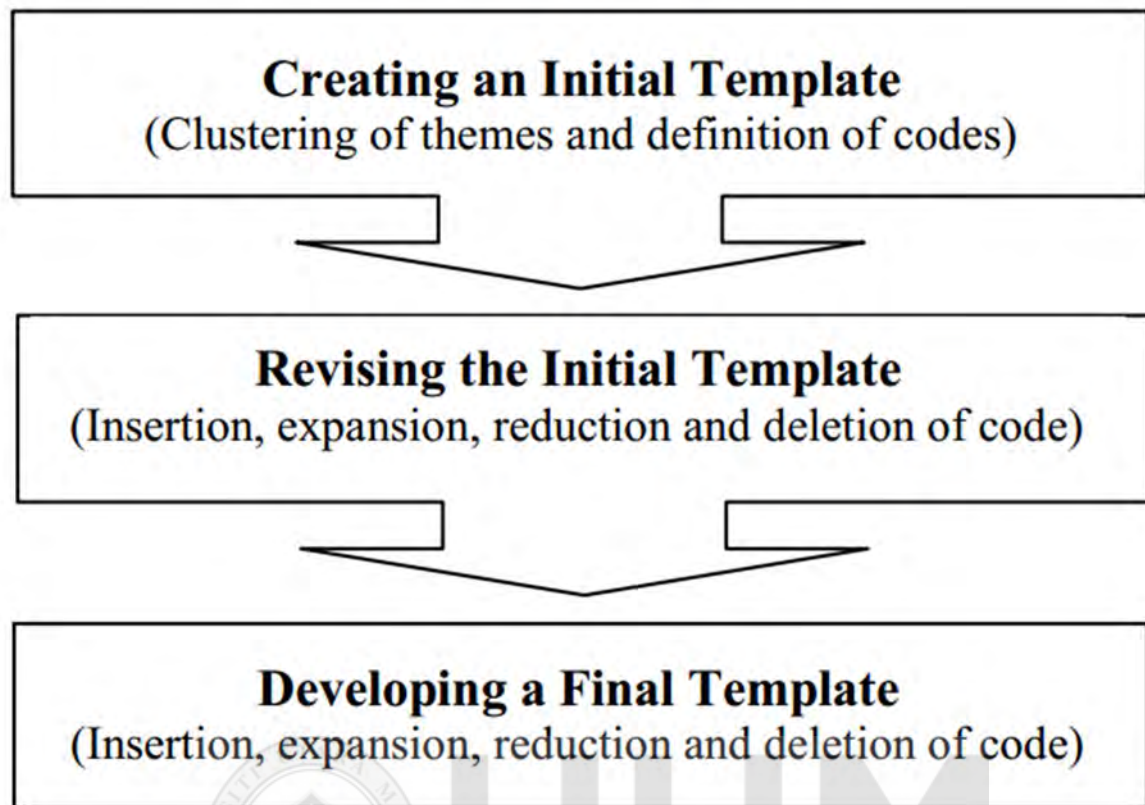 Creating an Initial Template
(Clustering of themes and definition of codes)
Revising the Initial Template
(Insertion, expansion, reduction and deletion of code)
Developing a Final Template
(Insertion, expansion, reduction and deletion of code)